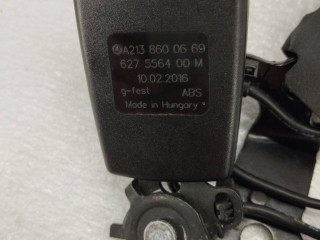 A213 860 06 69
627 5564 00 M
10.02.2016
g-fest ABS
Made in Hungary